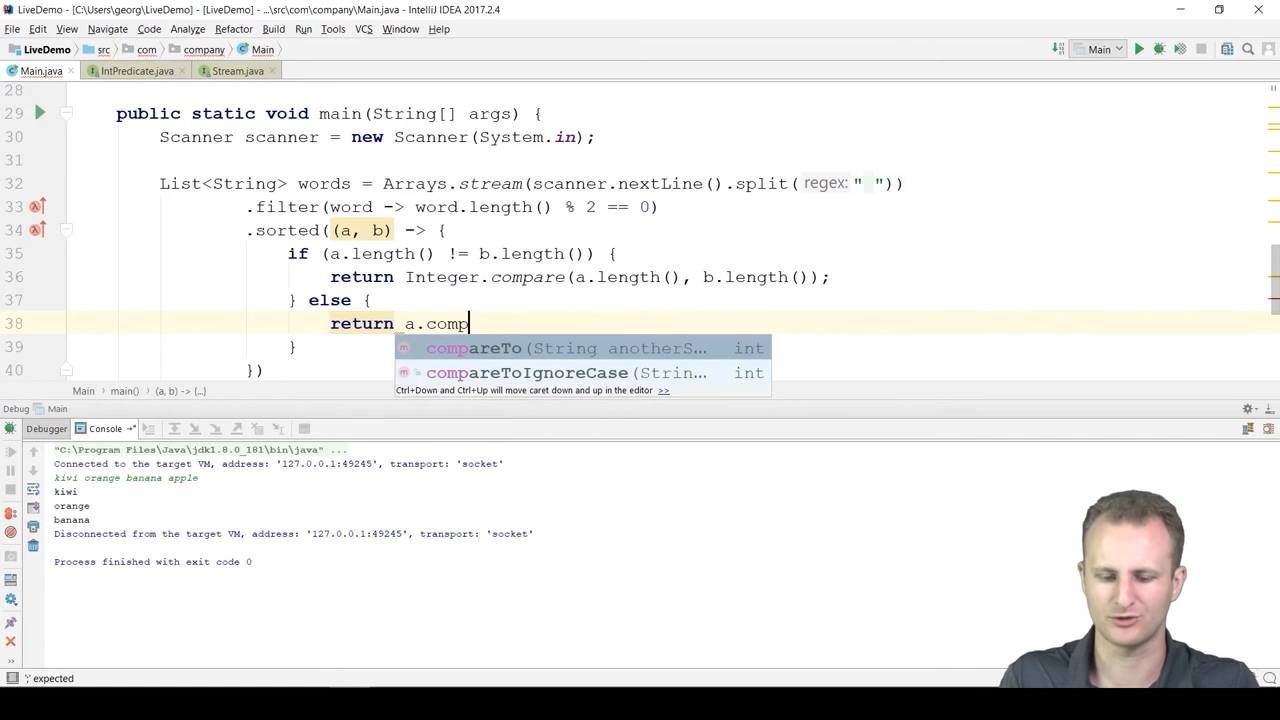 LiveDemo - [C:\Users\georg\LiveDemo] - [LiveDemo] - ...\src\com\company\Main.java - IntelliJ IDEA 2017.2.4
File Edit View Navigate Code Analyze Refactor Build Run Tools VCS Window Help
LiveDemo src com company Main Main
Main.java IntPredicate.java Stream.java
28
29 public static void main(String[] args) {
30 Scanner scanner = new Scanner(System.in);
31
32 List<String> words = Arrays.stream(scanner.nextLine().split(regex: " "))
33 .filter(word -> word.length() % 2 == 0)
34 .sorted((a, b) -> {
35 if (a.length() != b.length()) {
36 return Integer.compare(a.length(), b.length());
37 } else {
38 return a.comp
compareTo(String anotherS... int
39 }
compareToIgnoreCase(Strin... int
40 })
Ctrl+Down and Ctrl+Up will move caret down and up in the editor >>
Main main() (a, b) -> {...}
Debug Main
Debugger Console
"C:\Program Files\Java\jdk1.8.0_181\bin\java" ...
Connected to the target VM, address: '127.0.0.1:49245', transport: 'socket'
kiwi orange banana apple
kiwi
orange
banana
Disconnected from the target VM, address: '127.0.0.1:49245', transport: 'socket'
Process finished with exit code 0
';' expected